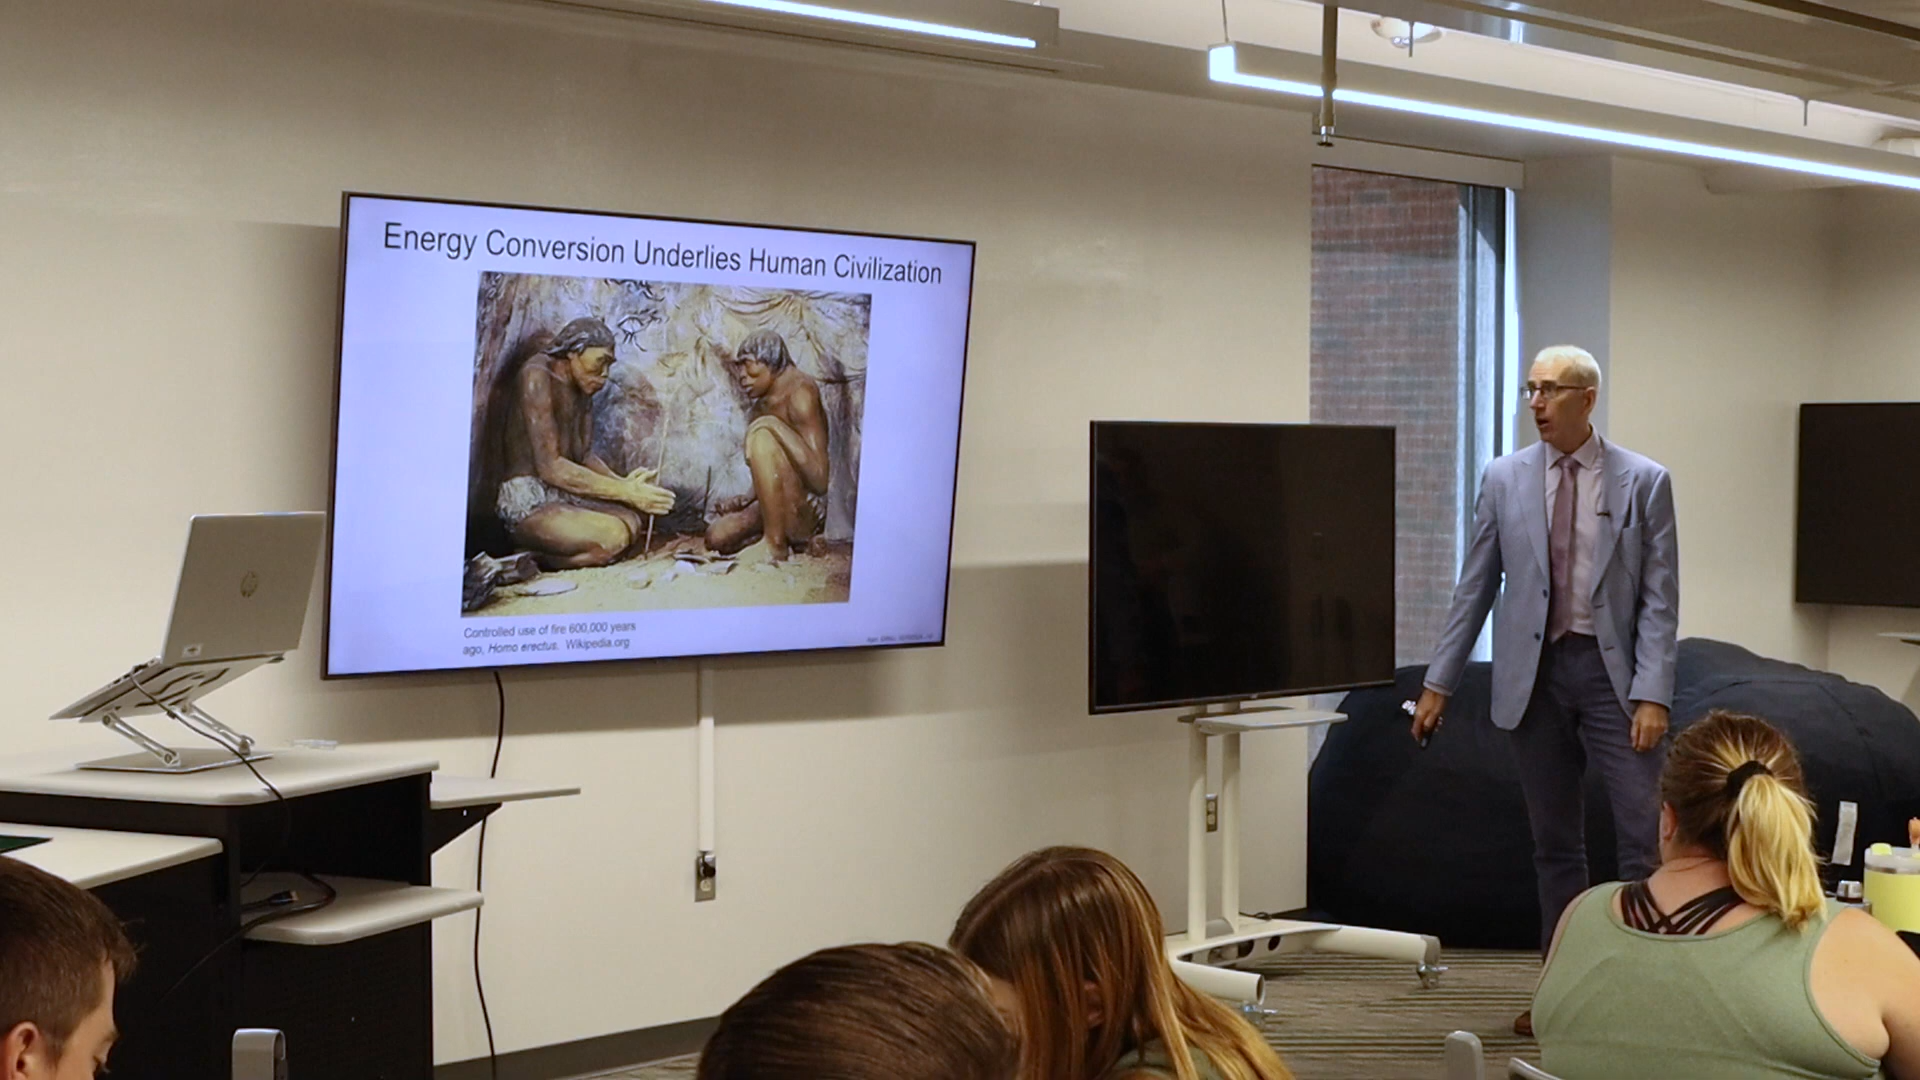 Energy Conversion Underlies Human Civilization
Controlled use of fire 600,000 years
ago, Homo erectus. Wikipedia.org
hp